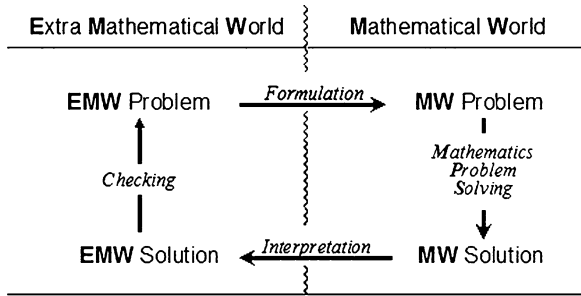 Extra Mathematical World
Mathematical World
EMW Problem
Formulation
MW Problem
Checking
Mathematics
Problem
Solving
EMW Solution
Interpretation
MW Solution